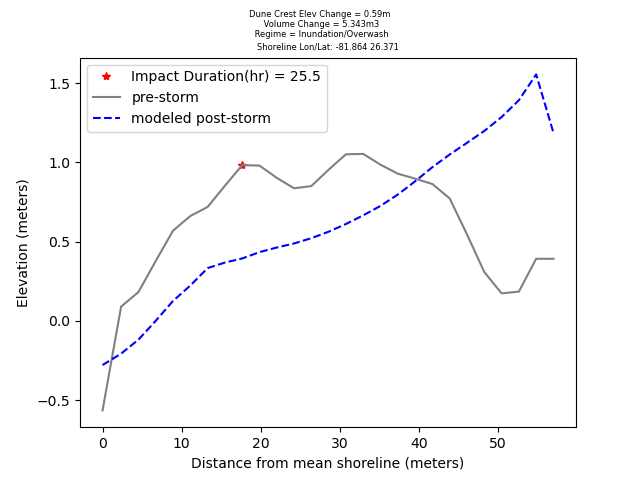 Dune Crest Elev Change = 0.59m
Volume Change = 5.343m3
Regime = Inundation/Overwash
Shoreline Lon/Lat: -81.864 26.371
Impact Duration(hr) = 25.5
pre-storm
modeled post-storm
1.5
1.0
0.5
0.0
−0.5
Elevation (meters)
0 10 20 30 40 50
Distance from mean shoreline (meters)